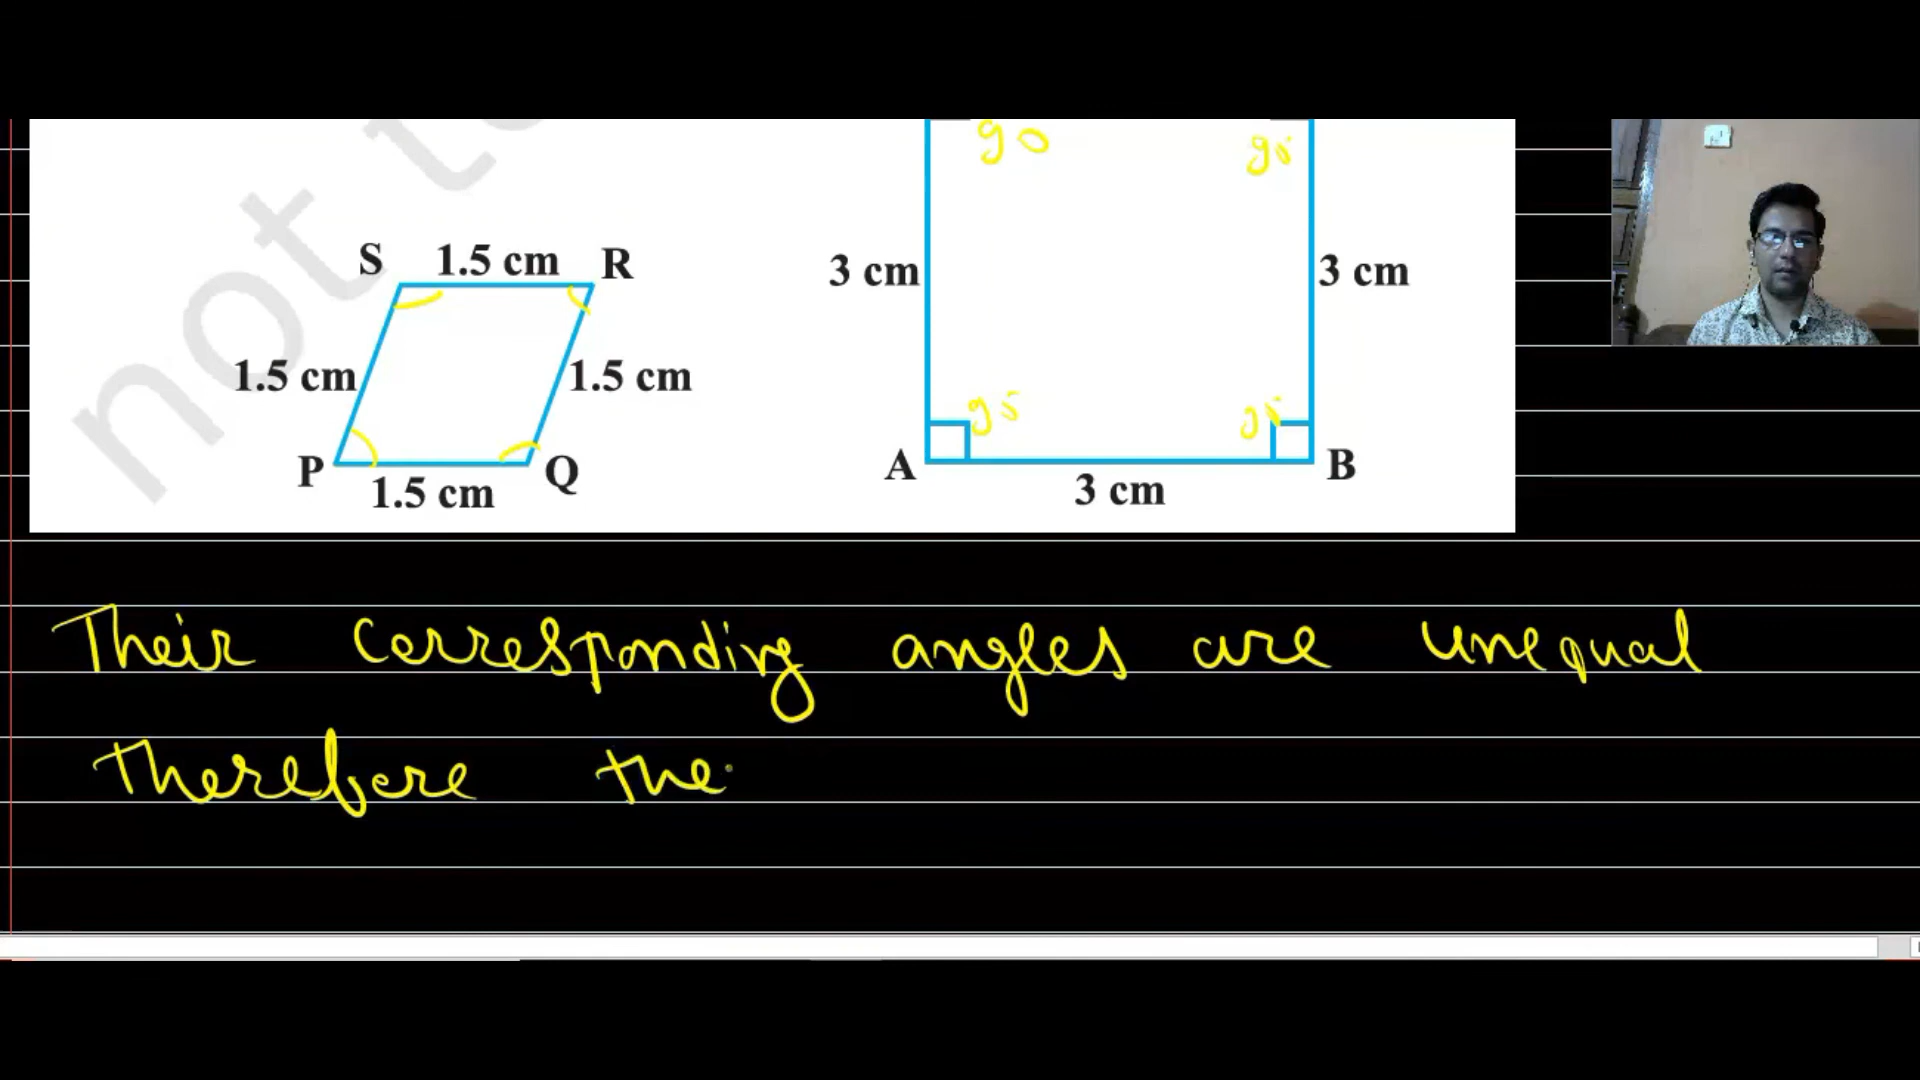 not t
90 90°
S 1.5 cm R
1.5 cm 1.5 cm
P 1.5 cm Q
3 cm 3 cm
90° 90°
A 3 cm B
Their corresponding angles are unequal
therefore the